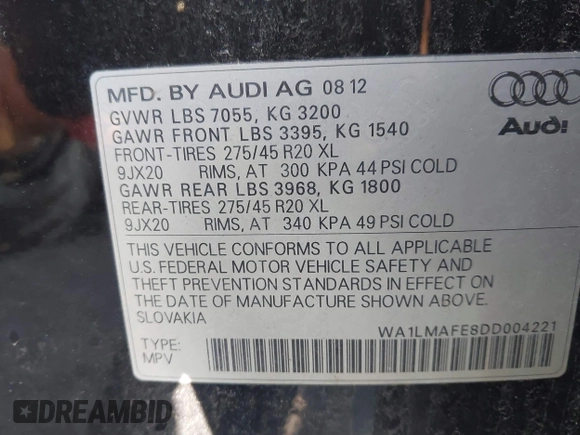 MFD. BY AUDI AG 08 12
GVWR LBS 7055, KG 3200
GAWR FRONT LBS 3395, KG 1540
FRONT-TIRES 275/45 R20 XL
9JX20 RIMS, AT 300 KPA 44 PSI COLD
GAWR REAR LBS 3968, KG 1800
REAR-TIRES 275/45 R20 XL
9JX20 RIMS, AT 340 KPA 49 PSI COLD
THIS VEHICLE CONFORMS TO ALL APPLICABLE
U.S. FEDERAL MOTOR VEHICLE SAFETY AND
THEFT PREVENTION STANDARDS IN EFFECT ON
THE DATE OF MANUFACTURE SHOWN ABOVE.
SLOVAKIA
Audi
WA1LMAFE8DD004221
TYPE:
MPV
DREAMBID